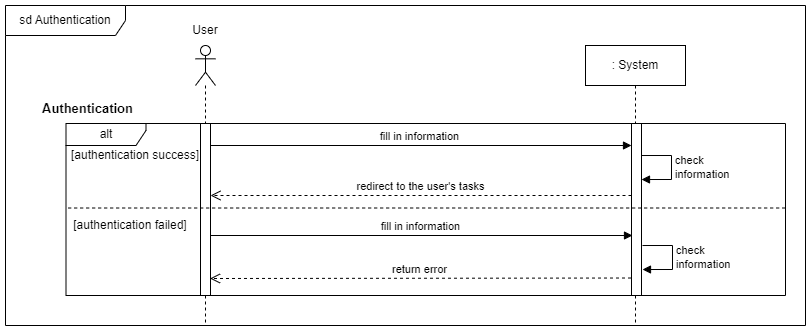 sd Authentication
User
: System
Authentication
alt
fill in information
[authentication success]
check
information
redirect to the user's tasks
[authentication failed]
fill in information
check
information
return error